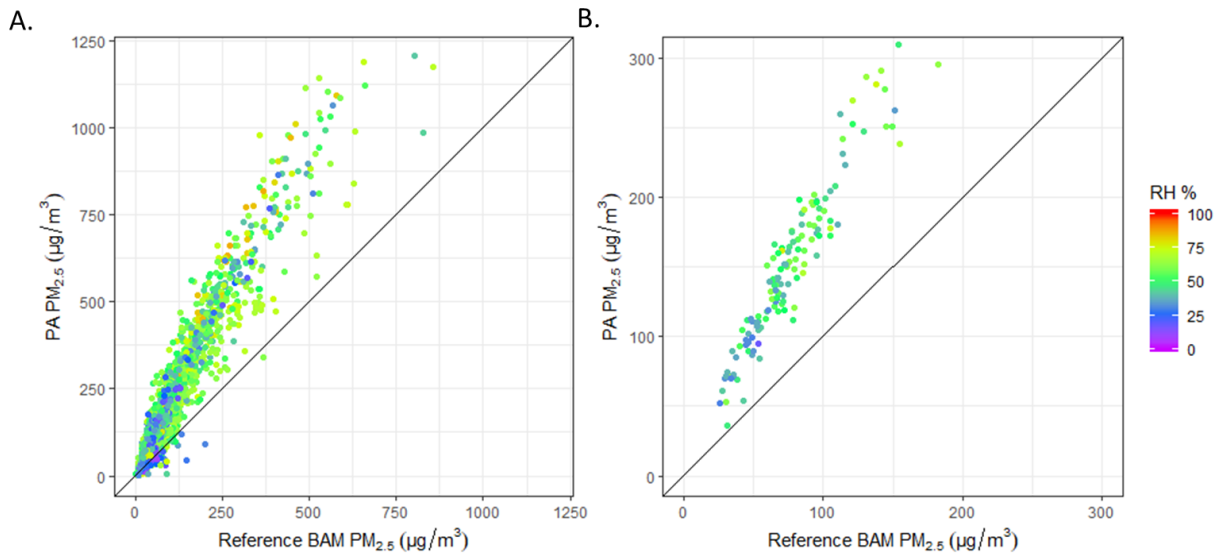 A.
PA PM2.5 (µg/m³)
1250
1000
750
500
250
0
0 250 500 750 1000 1250
Reference BAM PM2.5 (µg/m³)
B.
PA PM2.5 (µg/m³)
300
200
100
0
0 100 200 300
Reference BAM PM2.5 (µg/m³)
RH %
100
75
50
25
0